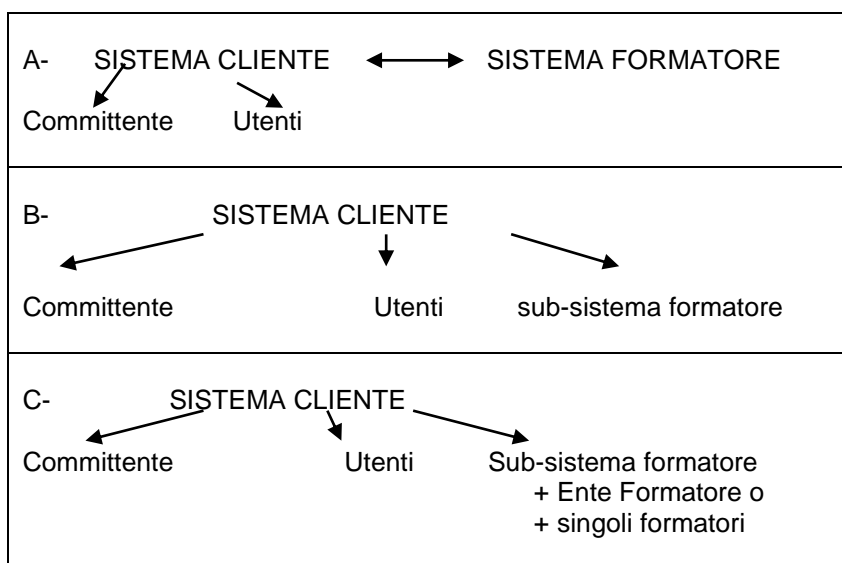 A- SISTEMA CLIENTE SISTEMA FORMATORE
Committente Utenti
B- SISTEMA CLIENTE
Committente Utenti sub-sistema formatore
C- SISTEMA CLIENTE
Committente Utenti Sub-sistema formatore
+ Ente Formatore o
+ singoli formatori